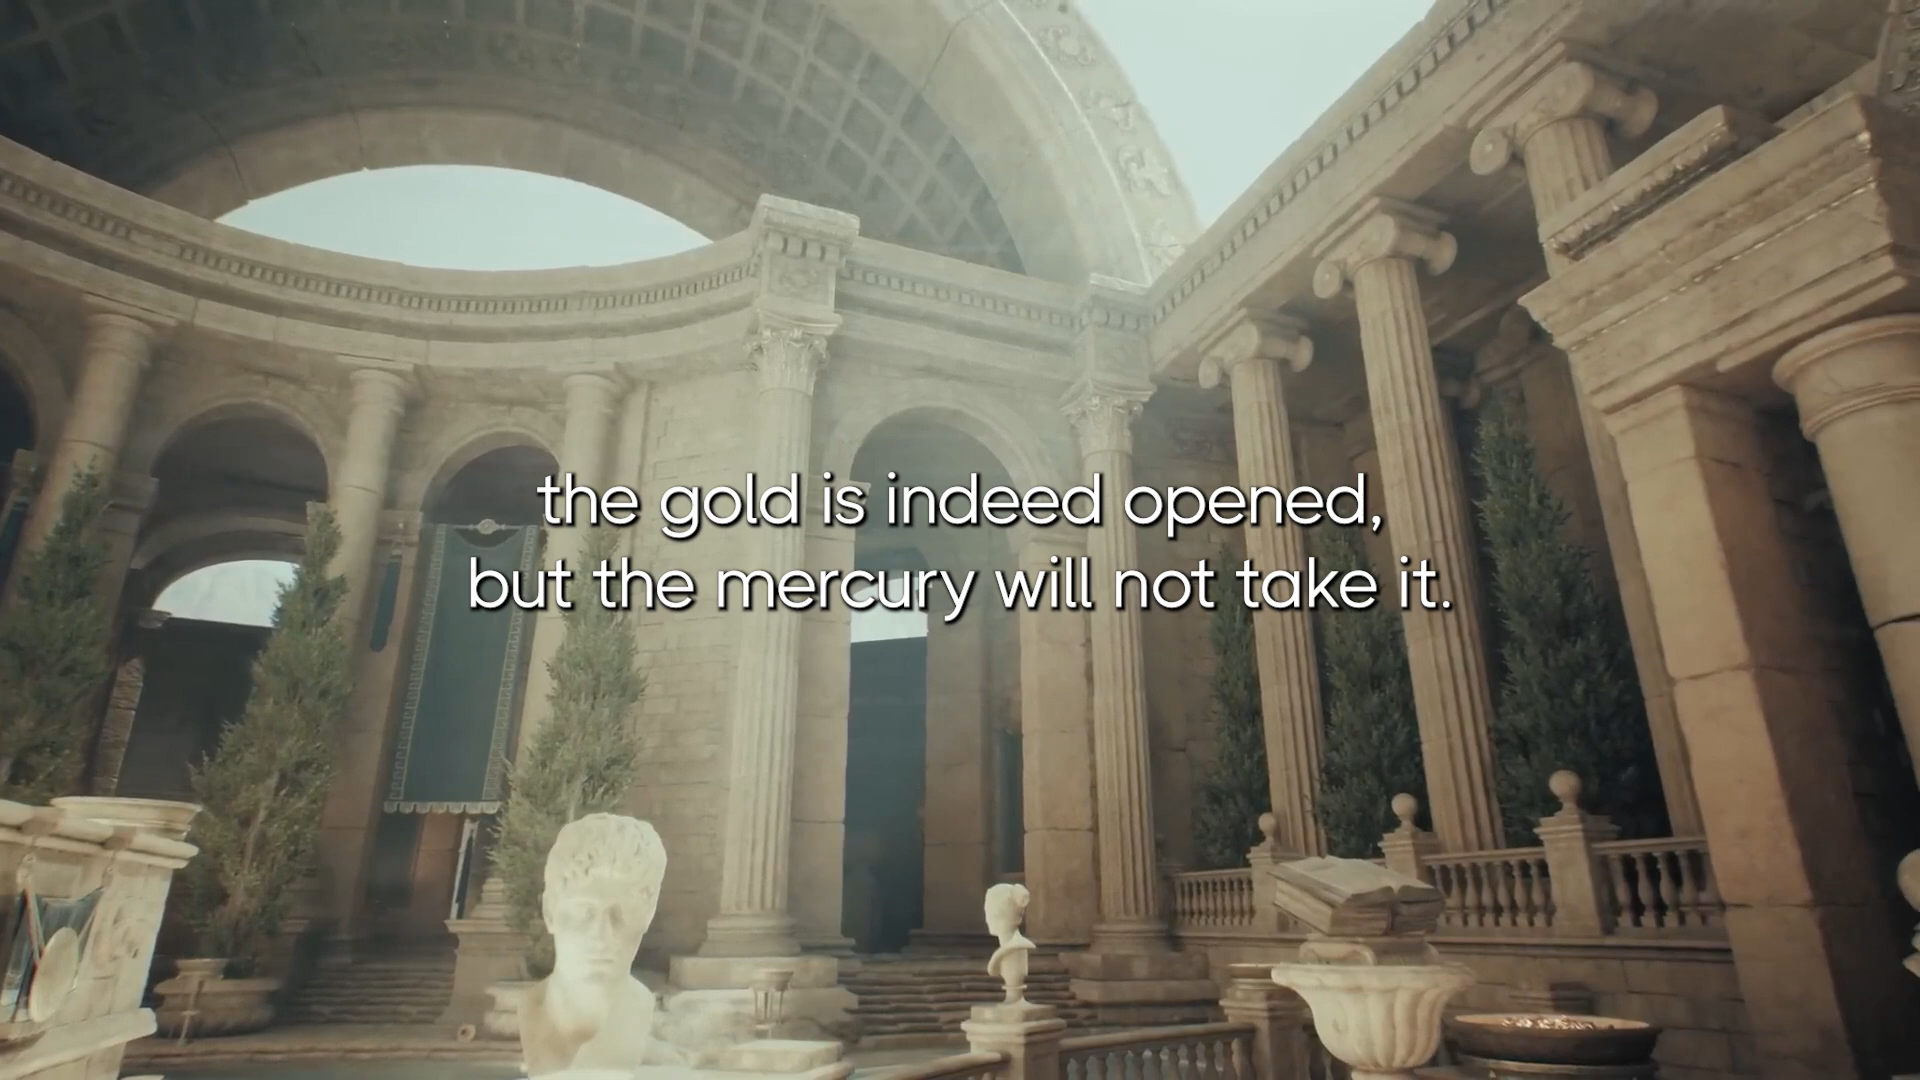 the gold is indeed opened,
but the mercury will not take it.